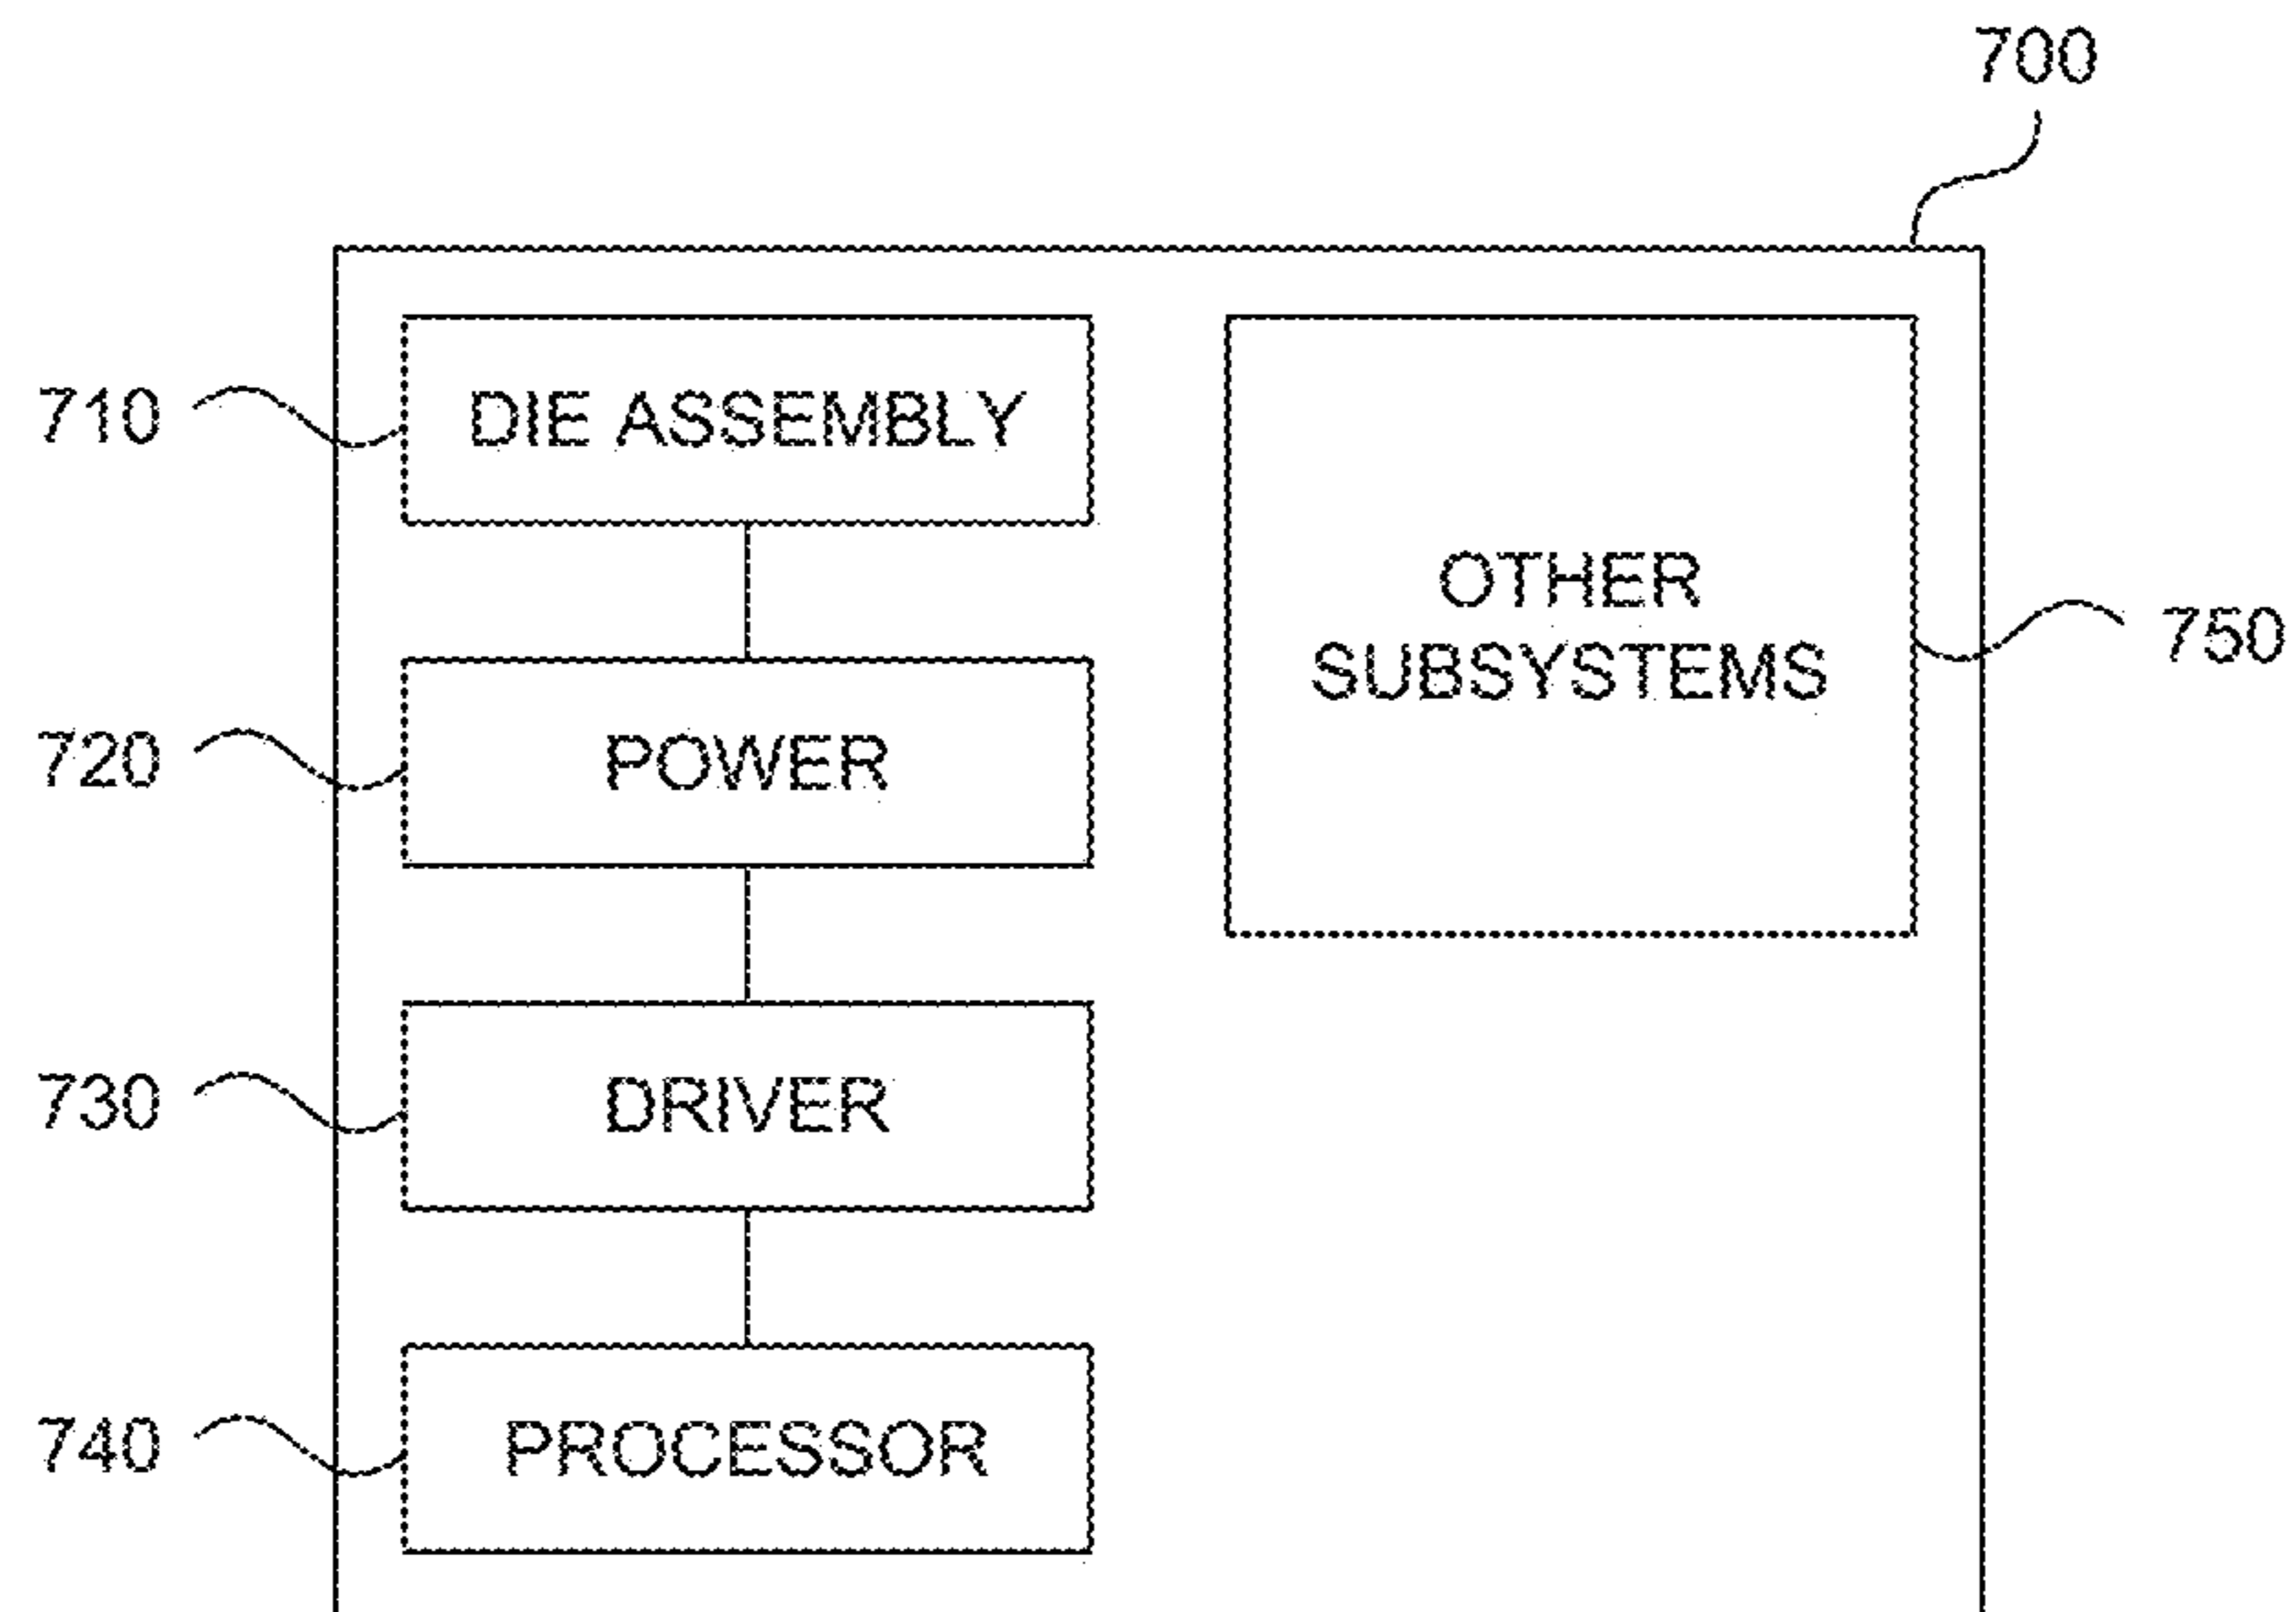 700
710
DIE ASSEMBLY
OTHER
SUBSYSTEMS
750
720
POWER
730
DRIVER
740
PROCESSOR